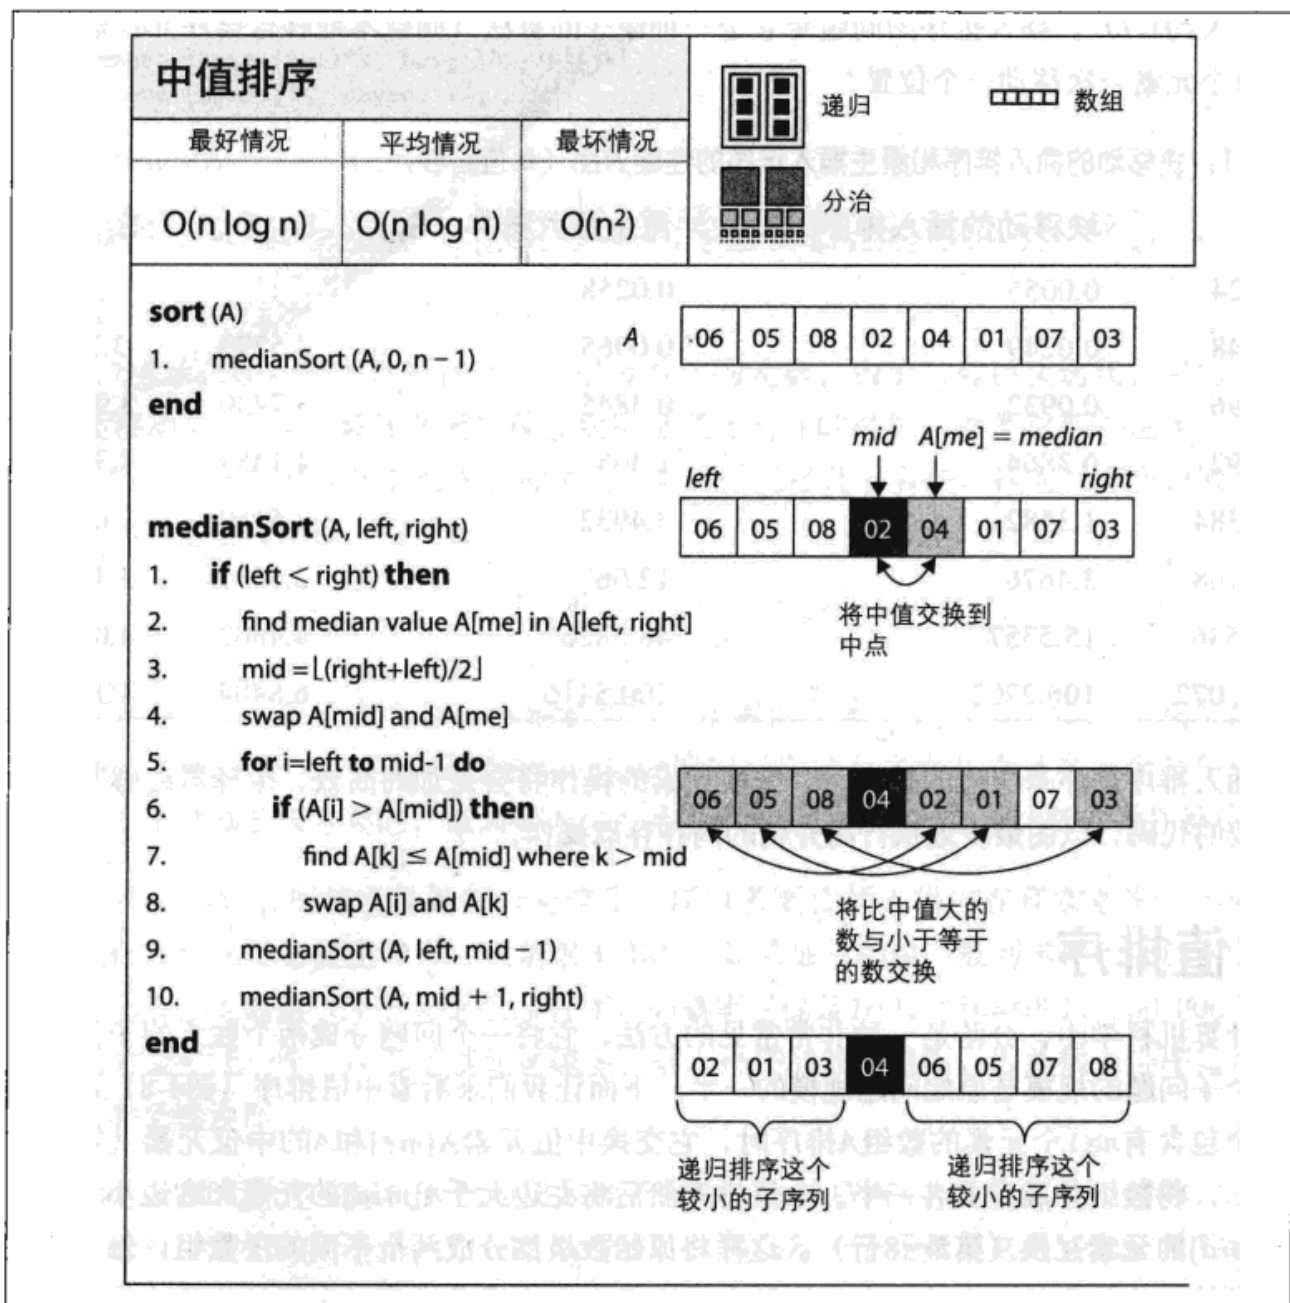 中值排序
最好情况 平均情况 最坏情况
O(n log n) O(n log n) O(n²)
递归
数组
分治
sort (A)
1. medianSort (A, 0, n − 1)
end
A 06 05 08 02 04 01 07 03
mid A[me] = median
left right
06 05 08 02 04 01 07 03
将中值交换到
中点
medianSort (A, left, right)
1. if (left < right) then
2. find median value A[me] in A[left, right]
3. mid = ⌊(right+left)/2⌋
4. swap A[mid] and A[me]
5. for i=left to mid-1 do
6. if (A[i] > A[mid]) then
7. find A[k] ≤ A[mid] where k > mid
8. swap A[i] and A[k]
9. medianSort (A, left, mid − 1)
10. medianSort (A, mid + 1, right)
end
06 05 08 04 02 01 07 03
将比中值大的
数与小于等于
的数交换
02 01 03 04 06 05 07 08
递归排序这个
较小的子序列
递归排序这个
较小的子序列